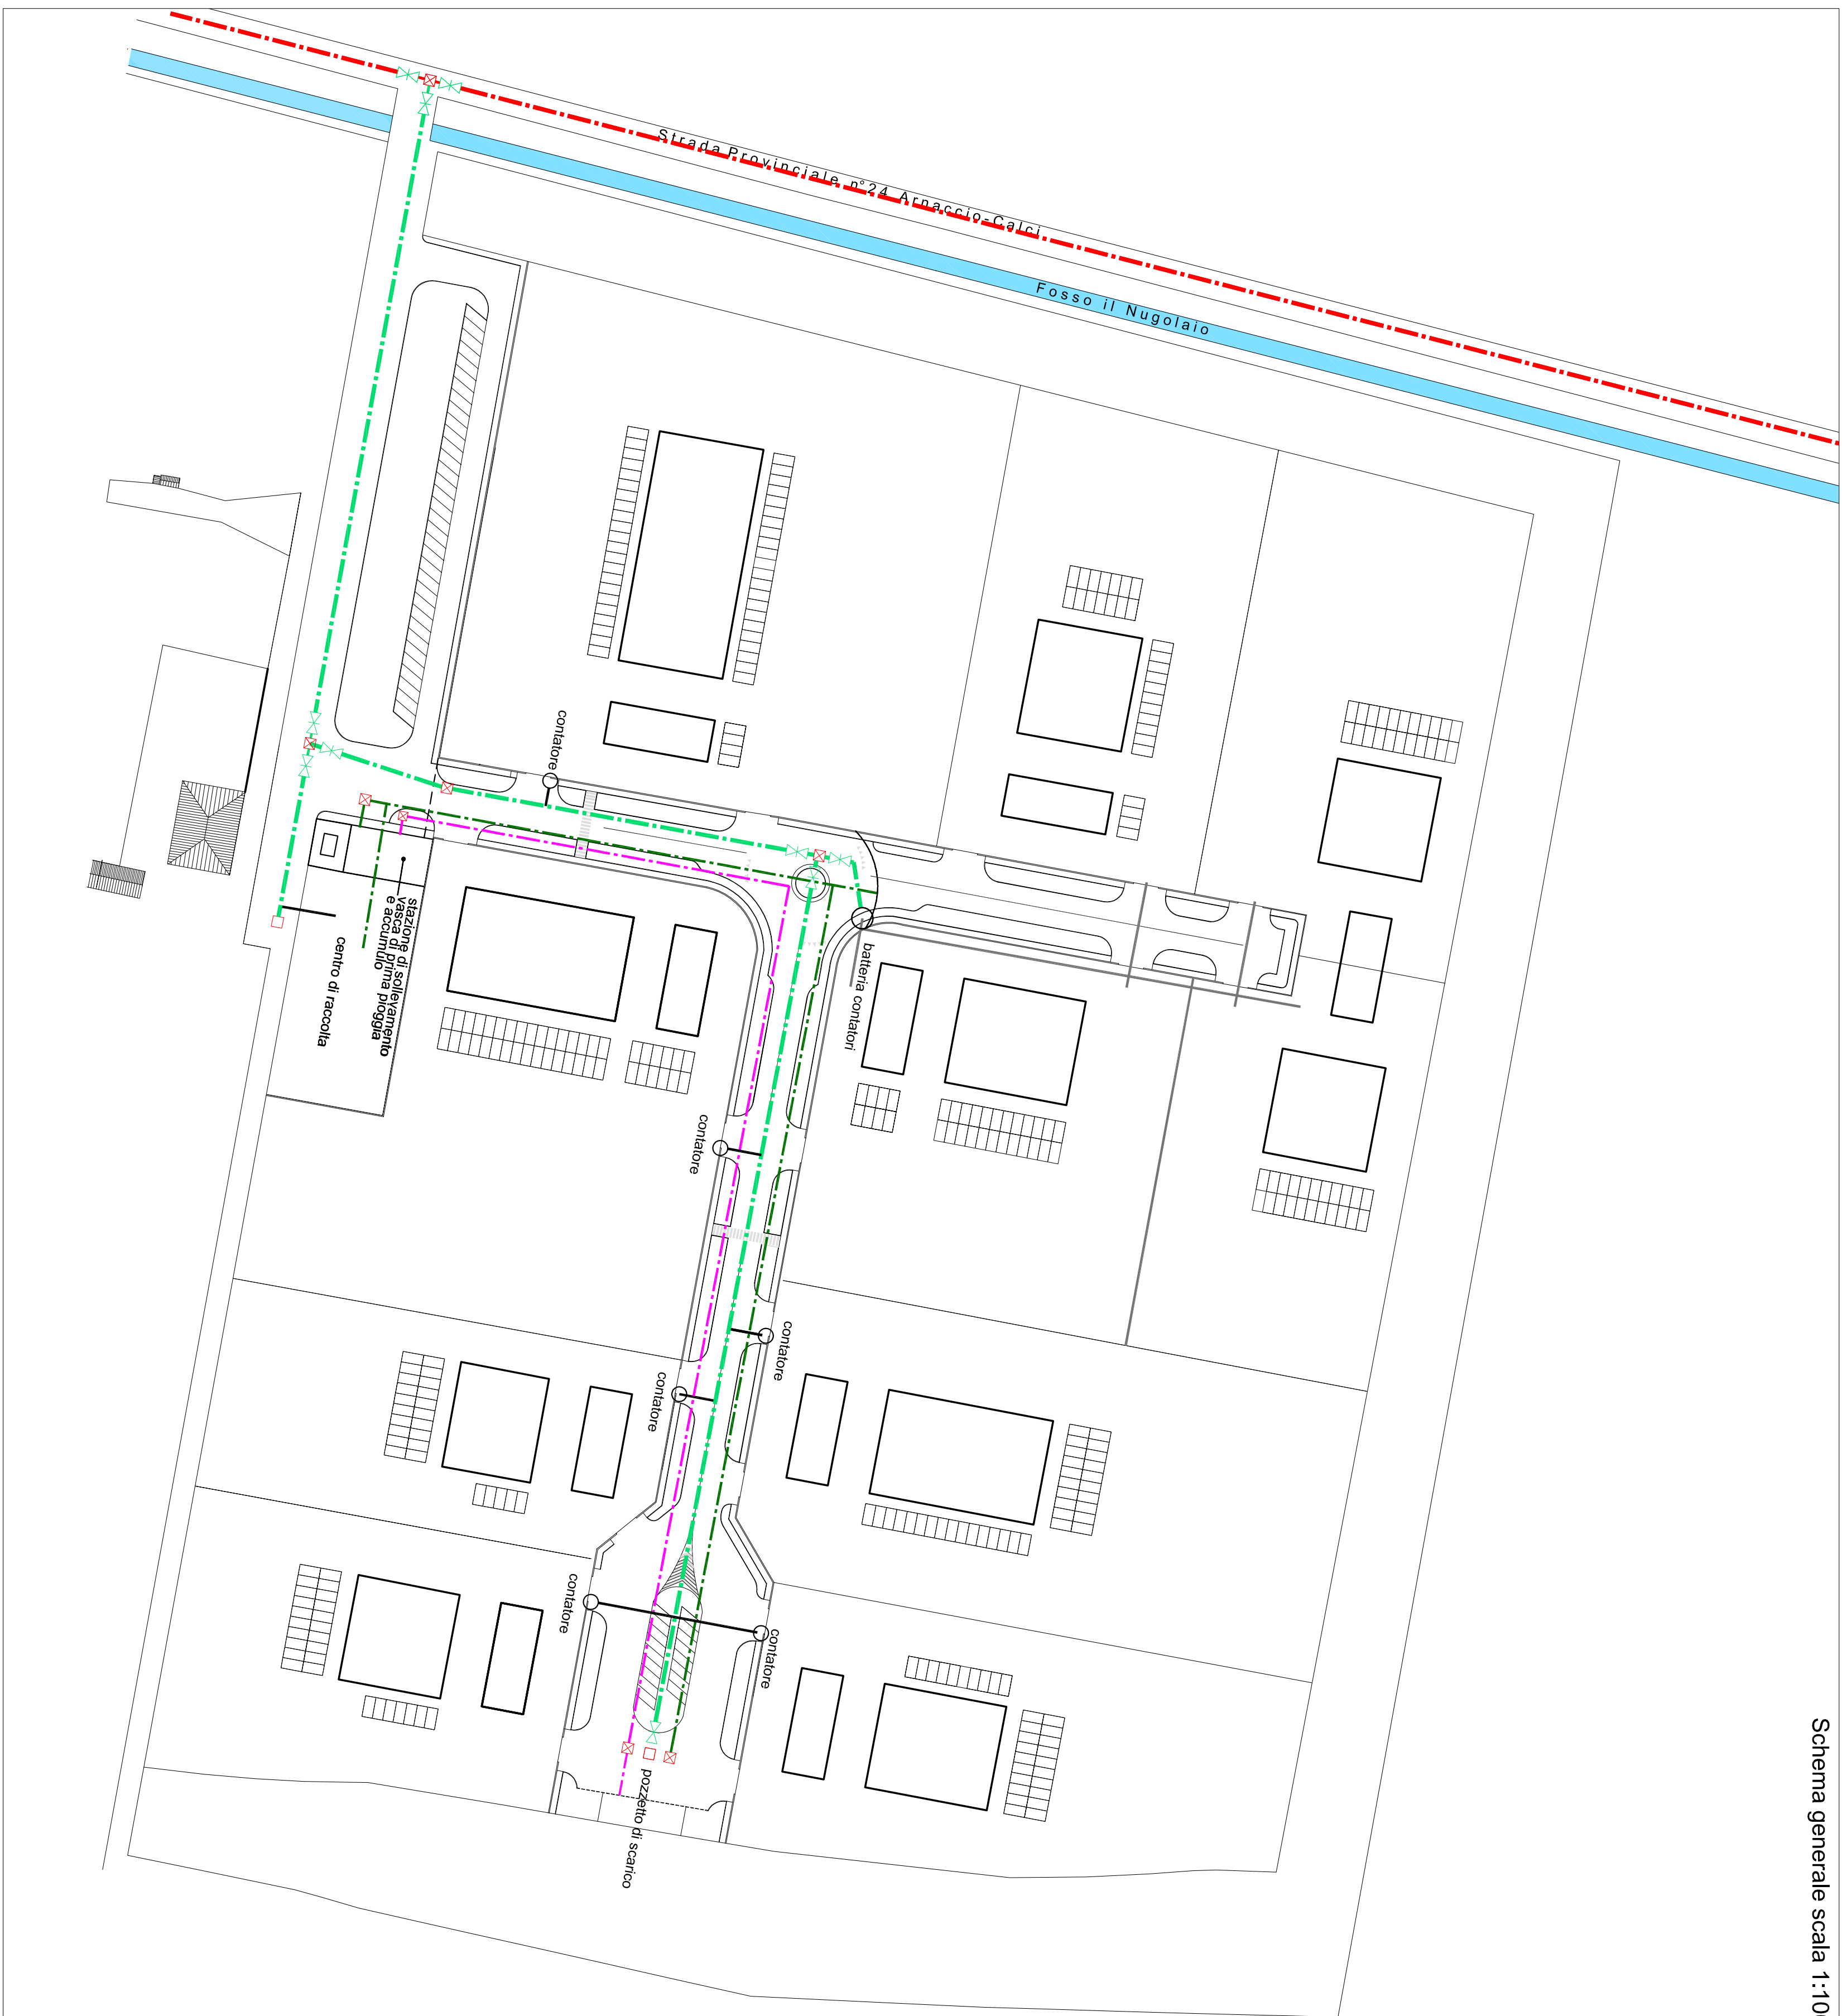 Strada Provinciale n°24 Arnaccio-Calci
Fosso il Nugolaio
contatore
stazione di sollevamento
vasca di prima pioggia
e accumulo
centro di raccolta
batteria contatori
contatore
contatore
contatore
contatore
contatore
pozzetto di scarico
Schema generale scala 1:10